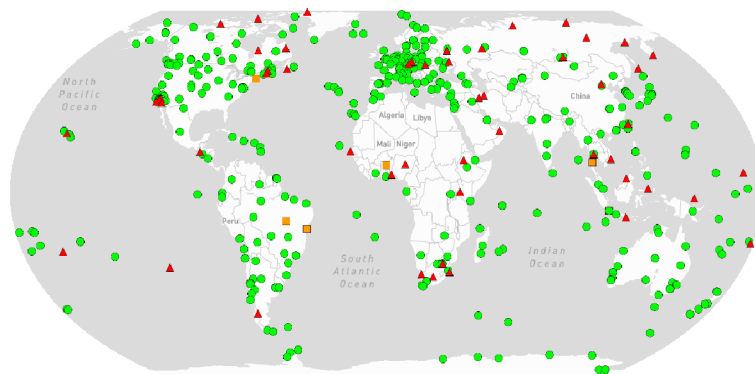 North
Pacific
Ocean
China
Algeria
Libya
Mali
Niger
Peru
South
Atlantic
Ocean
Indian
Ocean